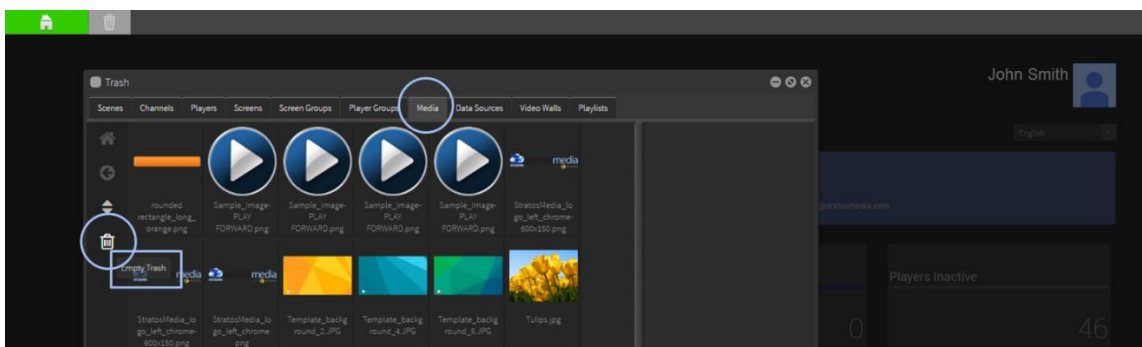 John Smith
Trash
Scenes Channels Players Screens Screen Groups Player Groups Media Data Sources Video Walls Playlists
English
media
rounded
rectangle_long_
orange.png
Sample_Image-
PLAY
FORWARD.png
Sample_Image-
PLAY
FORWARD.png
Sample_Image-
PLAY
FORWARD.png
Sample_Image-
PLAY
FORWARD.png
StratosMedia_lo
go_left_chrome-
600x150.png
@stratosmedia.com
Empty Trash
media
media
Players Inactive
StratosMedia_lo
go_left_chrome-
600x150.png
StratosMedia_lo
go_left_chrome.
png
Template_backg
round_2.JPG
Template_backg
round_4.JPG
Template_backg
round_5.JPG
Tulips.jpg
0
46